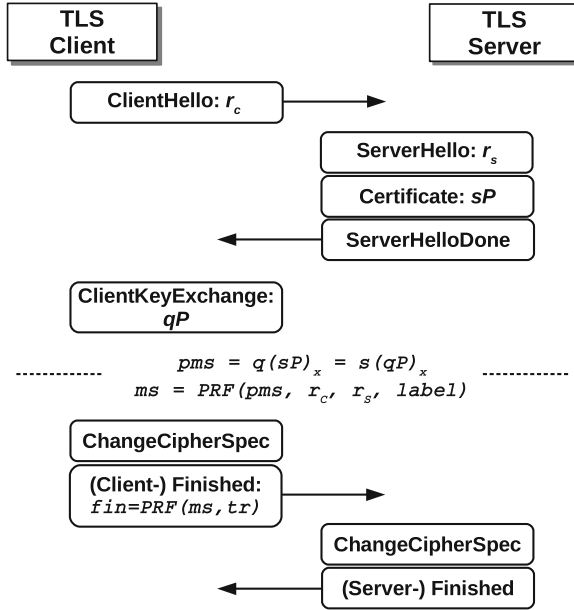 TLS
Client
TLS
Server
ClientHello: r_c
ServerHello: r_s
Certificate: sP
ServerHelloDone
ClientKeyExchange:
qP
pms = q(sP)_x = s(qP)_x
ms = PRF(pms, r_C, r_S, label)
ChangeCipherSpec
(Client-) Finished:
fin=PRF(ms,tr)
ChangeCipherSpec
(Server-) Finished